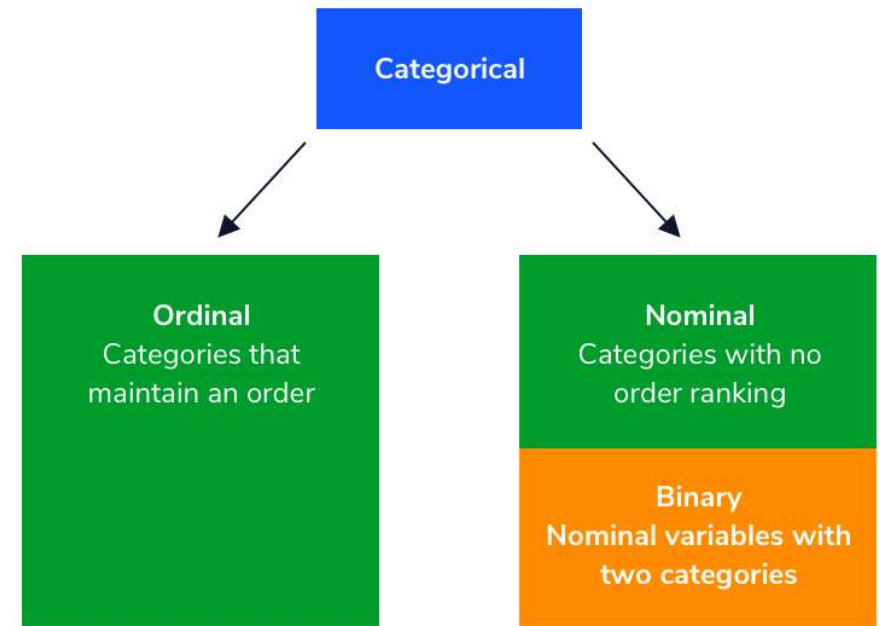 Categorical
Ordinal
Categories that
maintain an order
Nominal
Categories with no
order ranking
Binary
Nominal variables with
two categories